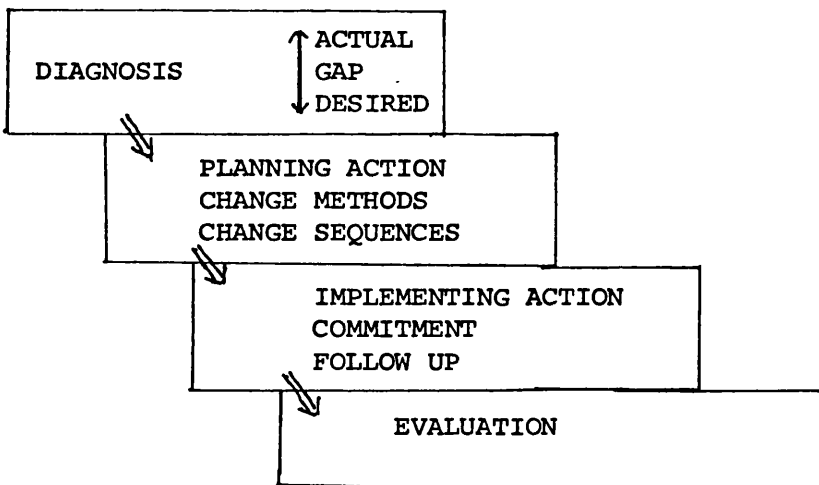 DIAGNOSIS
ACTUAL
GAP
DESIRED
PLANNING ACTION
CHANGE METHODS
CHANGE SEQUENCES
IMPLEMENTING ACTION
COMMITMENT
FOLLOW UP
EVALUATION